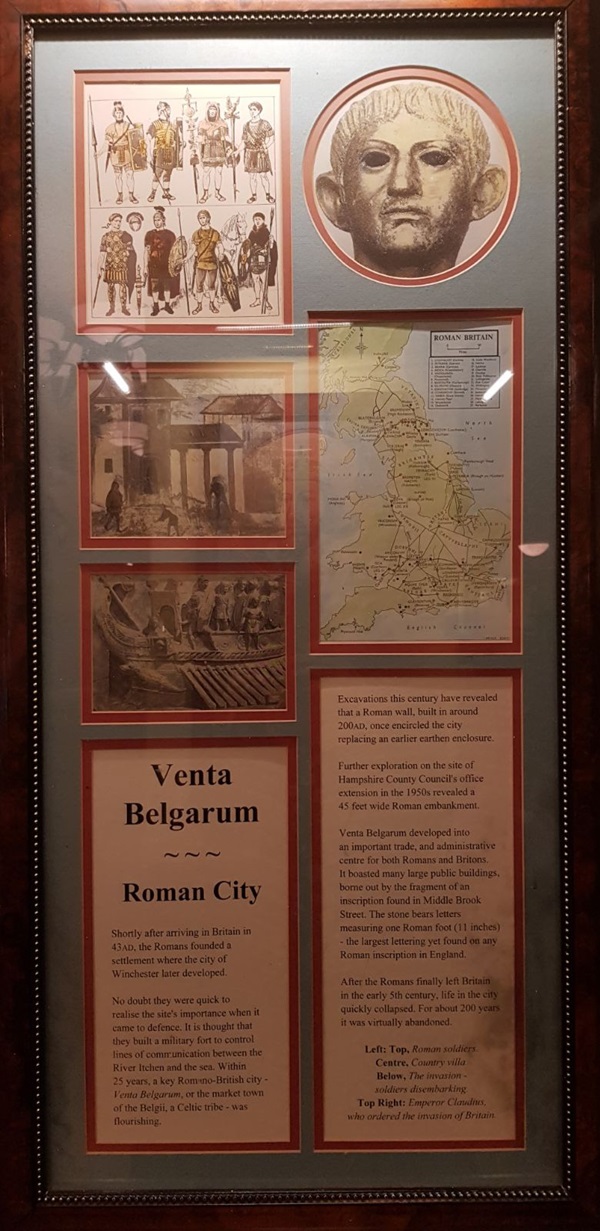 ROMAN BRITAIN
North
Sea
Irish Sea
English Channel
Venta
Belgarum
~ ~ ~
Roman City
Shortly after arriving in Britain in
43AD, the Romans founded a
settlement where the city of
Winchester later developed.
No doubt they were quick to
realise the site's importance when it
came to defence. It is thought that
they built a military fort to control
lines of communication between the
River Itchen and the sea. Within
25 years, a key Romano-British city -
Venta Belgarum, or the market town
of the Belgii, a Celtic tribe - was
flourishing.
Excavations this century have revealed
that a Roman wall, built in around
200AD, once encircled the city
replacing an earlier earthen enclosure.
Further exploration on the site of
Hampshire County Council's office
extension in the 1950s revealed a
45 feet wide Roman embankment.
Venta Belgarum developed into
an important trade, and administrative
centre for both Romans and Britons.
It boasted many large public buildings,
borne out by the fragment of an
inscription found in Middle Brook
Street. The stone bears letters
measuring one Roman foot (11 inches)
- the largest lettering yet found on any
Roman inscription in England.
After the Romans finally left Britain
in the early 5th century, life in the city
quickly collapsed. For about 200 years
it was virtually abandoned.
Left: Top, Roman soldiers.
Centre, Country villa.
Below, The invasion -
soldiers disembarking.
Top Right: Emperor Claudius,
who ordered the invasion of Britain.